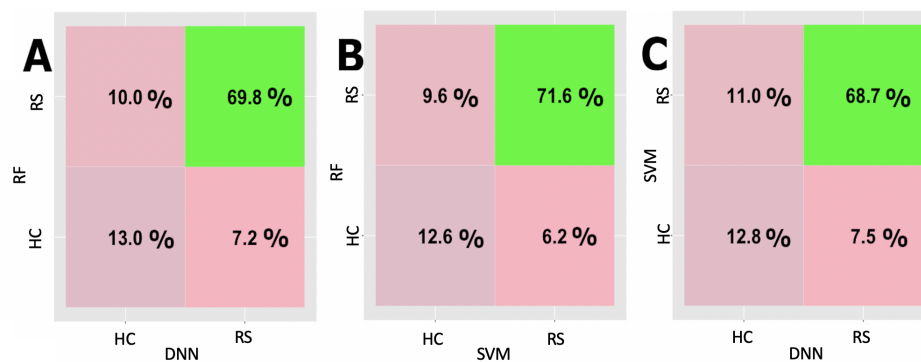 A
RS
10.0 %
69.8 %
RF
HC
13.0 %
7.2 %
HC
RS
DNN
B
RS
9.6 %
71.6 %
RF
HC
12.6 %
6.2 %
HC
RS
SVM
C
RS
11.0 %
68.7 %
SVM
HC
12.8 %
7.5 %
HC
RS
DNN